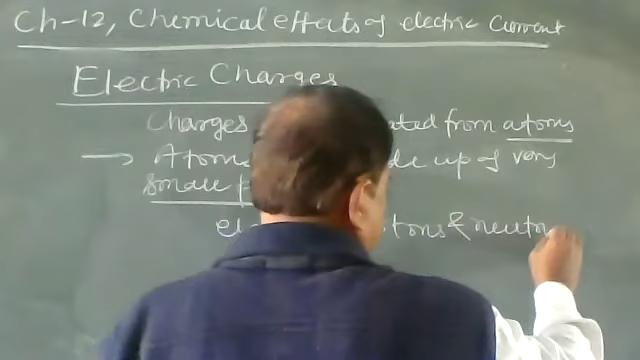 Ch-12, Chemical effects of electric Current
Electric Charges
Charges ated from atoms
→ Atoms de up of very
small p
el tons & neutr